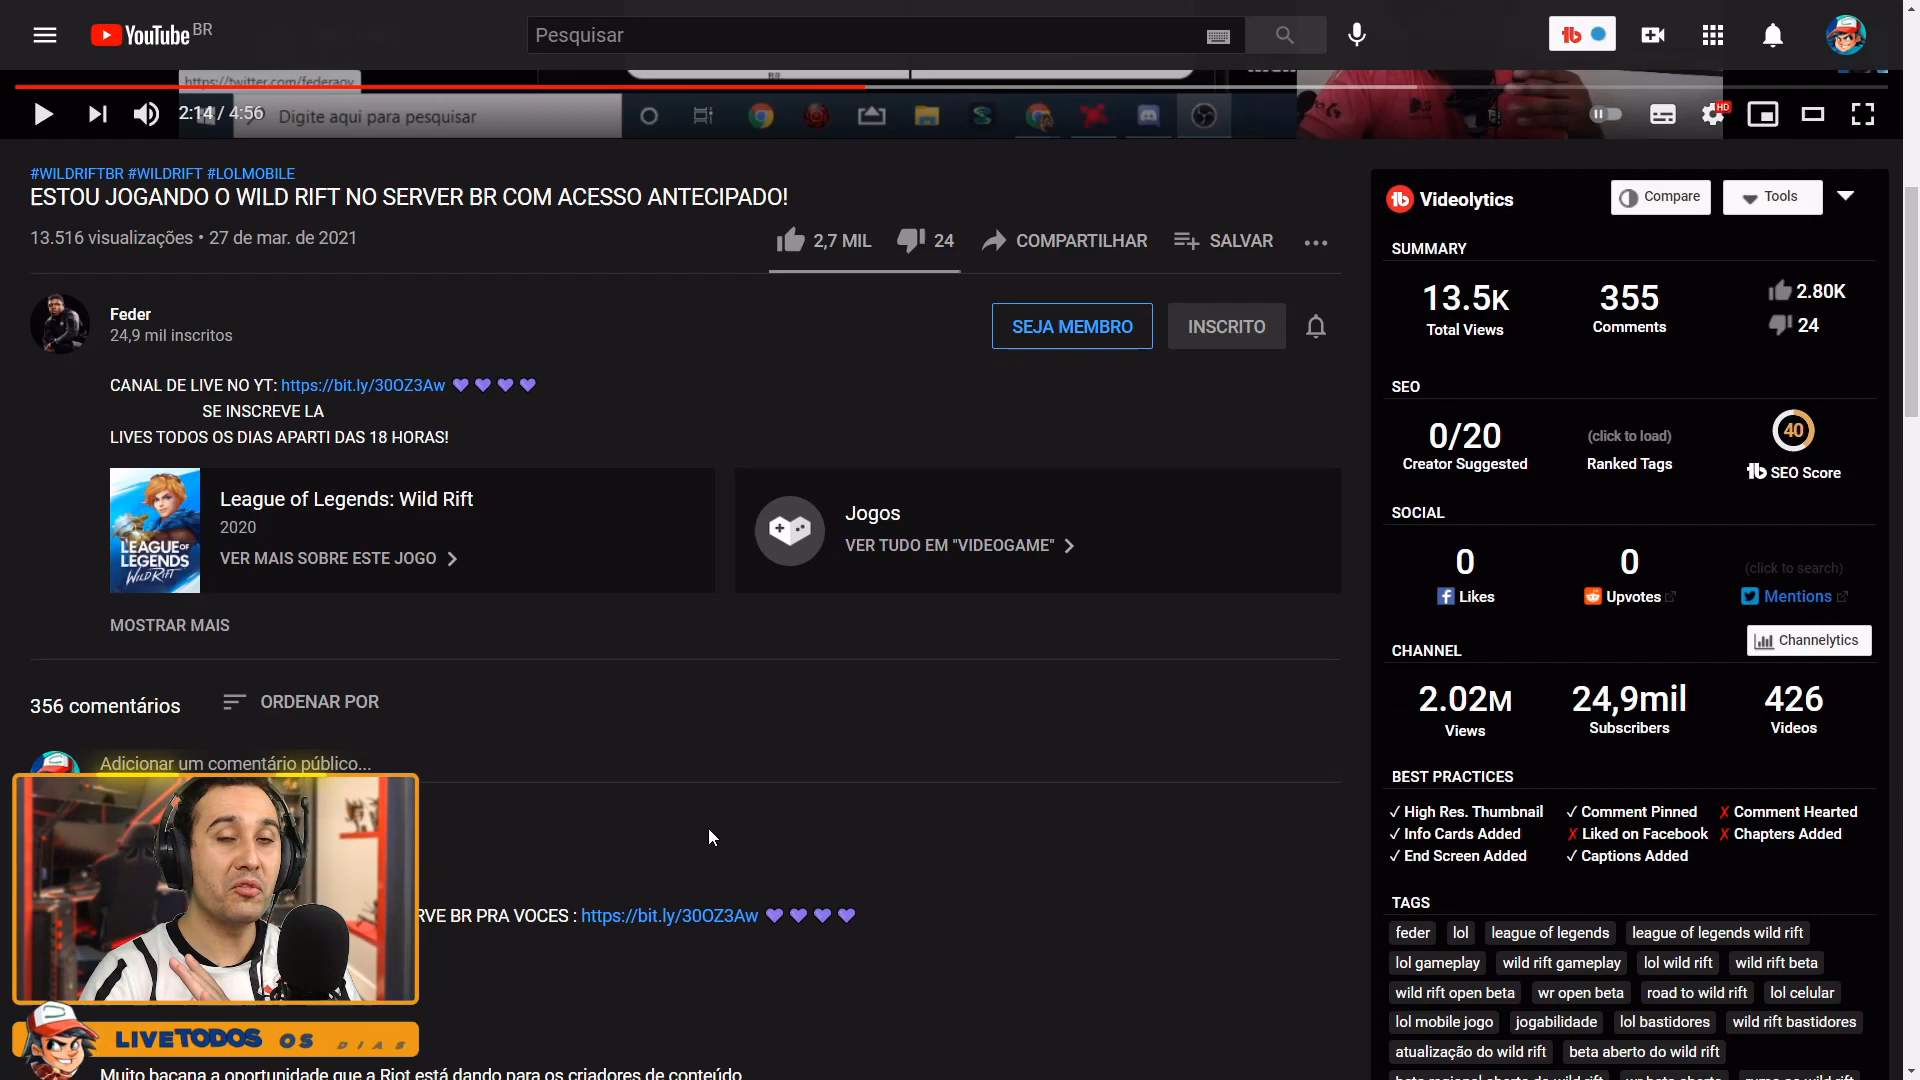 YouTube BR
Pesquisar
https://twitter.com/federaov
2:14 / 4:56
Digite aqui para pesquisar
HD
#WILDRIFTBR #WILDRIFT #LOLMOBILE
ESTOU JOGANDO O WILD RIFT NO SERVER BR COM ACESSO ANTECIPADO!
13.516 visualizações • 27 de mar. de 2021
2,7 MIL
24
COMPARTILHAR
SALVAR
Feder
24,9 mil inscritos
SEJA MEMBRO
INSCRITO
CANAL DE LIVE NO YT: https://bit.ly/30OZ3Aw 💜 💜 💜 💜
SE INSCREVE LA
LIVES TODOS OS DIAS APARTI DAS 18 HORAS!
LEAGUE OF
LEGENDS
WILD RIFT
League of Legends: Wild Rift
2020
VER MAIS SOBRE ESTE JOGO
Jogos
VER TUDO EM "VIDEOGAME"
MOSTRAR MAIS
356 comentários
ORDENAR POR
Adicionar um comentário público...
RVE BR PRA VOCES : https://bit.ly/30OZ3Aw 💜 💜 💜 💜
LIVE TODOS OS DIAS
Muito bacana a oportunidade que a Riot está dando para os criadores de conteúdo
Videolytics
Compare
Tools
SUMMARY
13.5K
Total Views
355
Comments
2.80K
24
SEO
0/20
Creator Suggested
(click to load)
Ranked Tags
40
SEO Score
SOCIAL
0
Likes
0
Upvotes
(click to search)
Mentions
Channelytics
CHANNEL
2.02M
Views
24,9mil
Subscribers
426
Videos
BEST PRACTICES
✓ High Res. Thumbnail ✓ Comment Pinned ✗ Comment Hearted
✓ Info Cards Added ✗ Liked on Facebook ✗ Chapters Added
✓ End Screen Added ✓ Captions Added
TAGS
feder lol league of legends league of legends wild rift
lol gameplay wild rift gameplay lol wild rift wild rift beta
wild rift open beta wr open beta road to wild rift lol celular
lol mobile jogo jogabilidade lol bastidores wild rift bastidores
atualização do wild rift beta aberto do wild rift